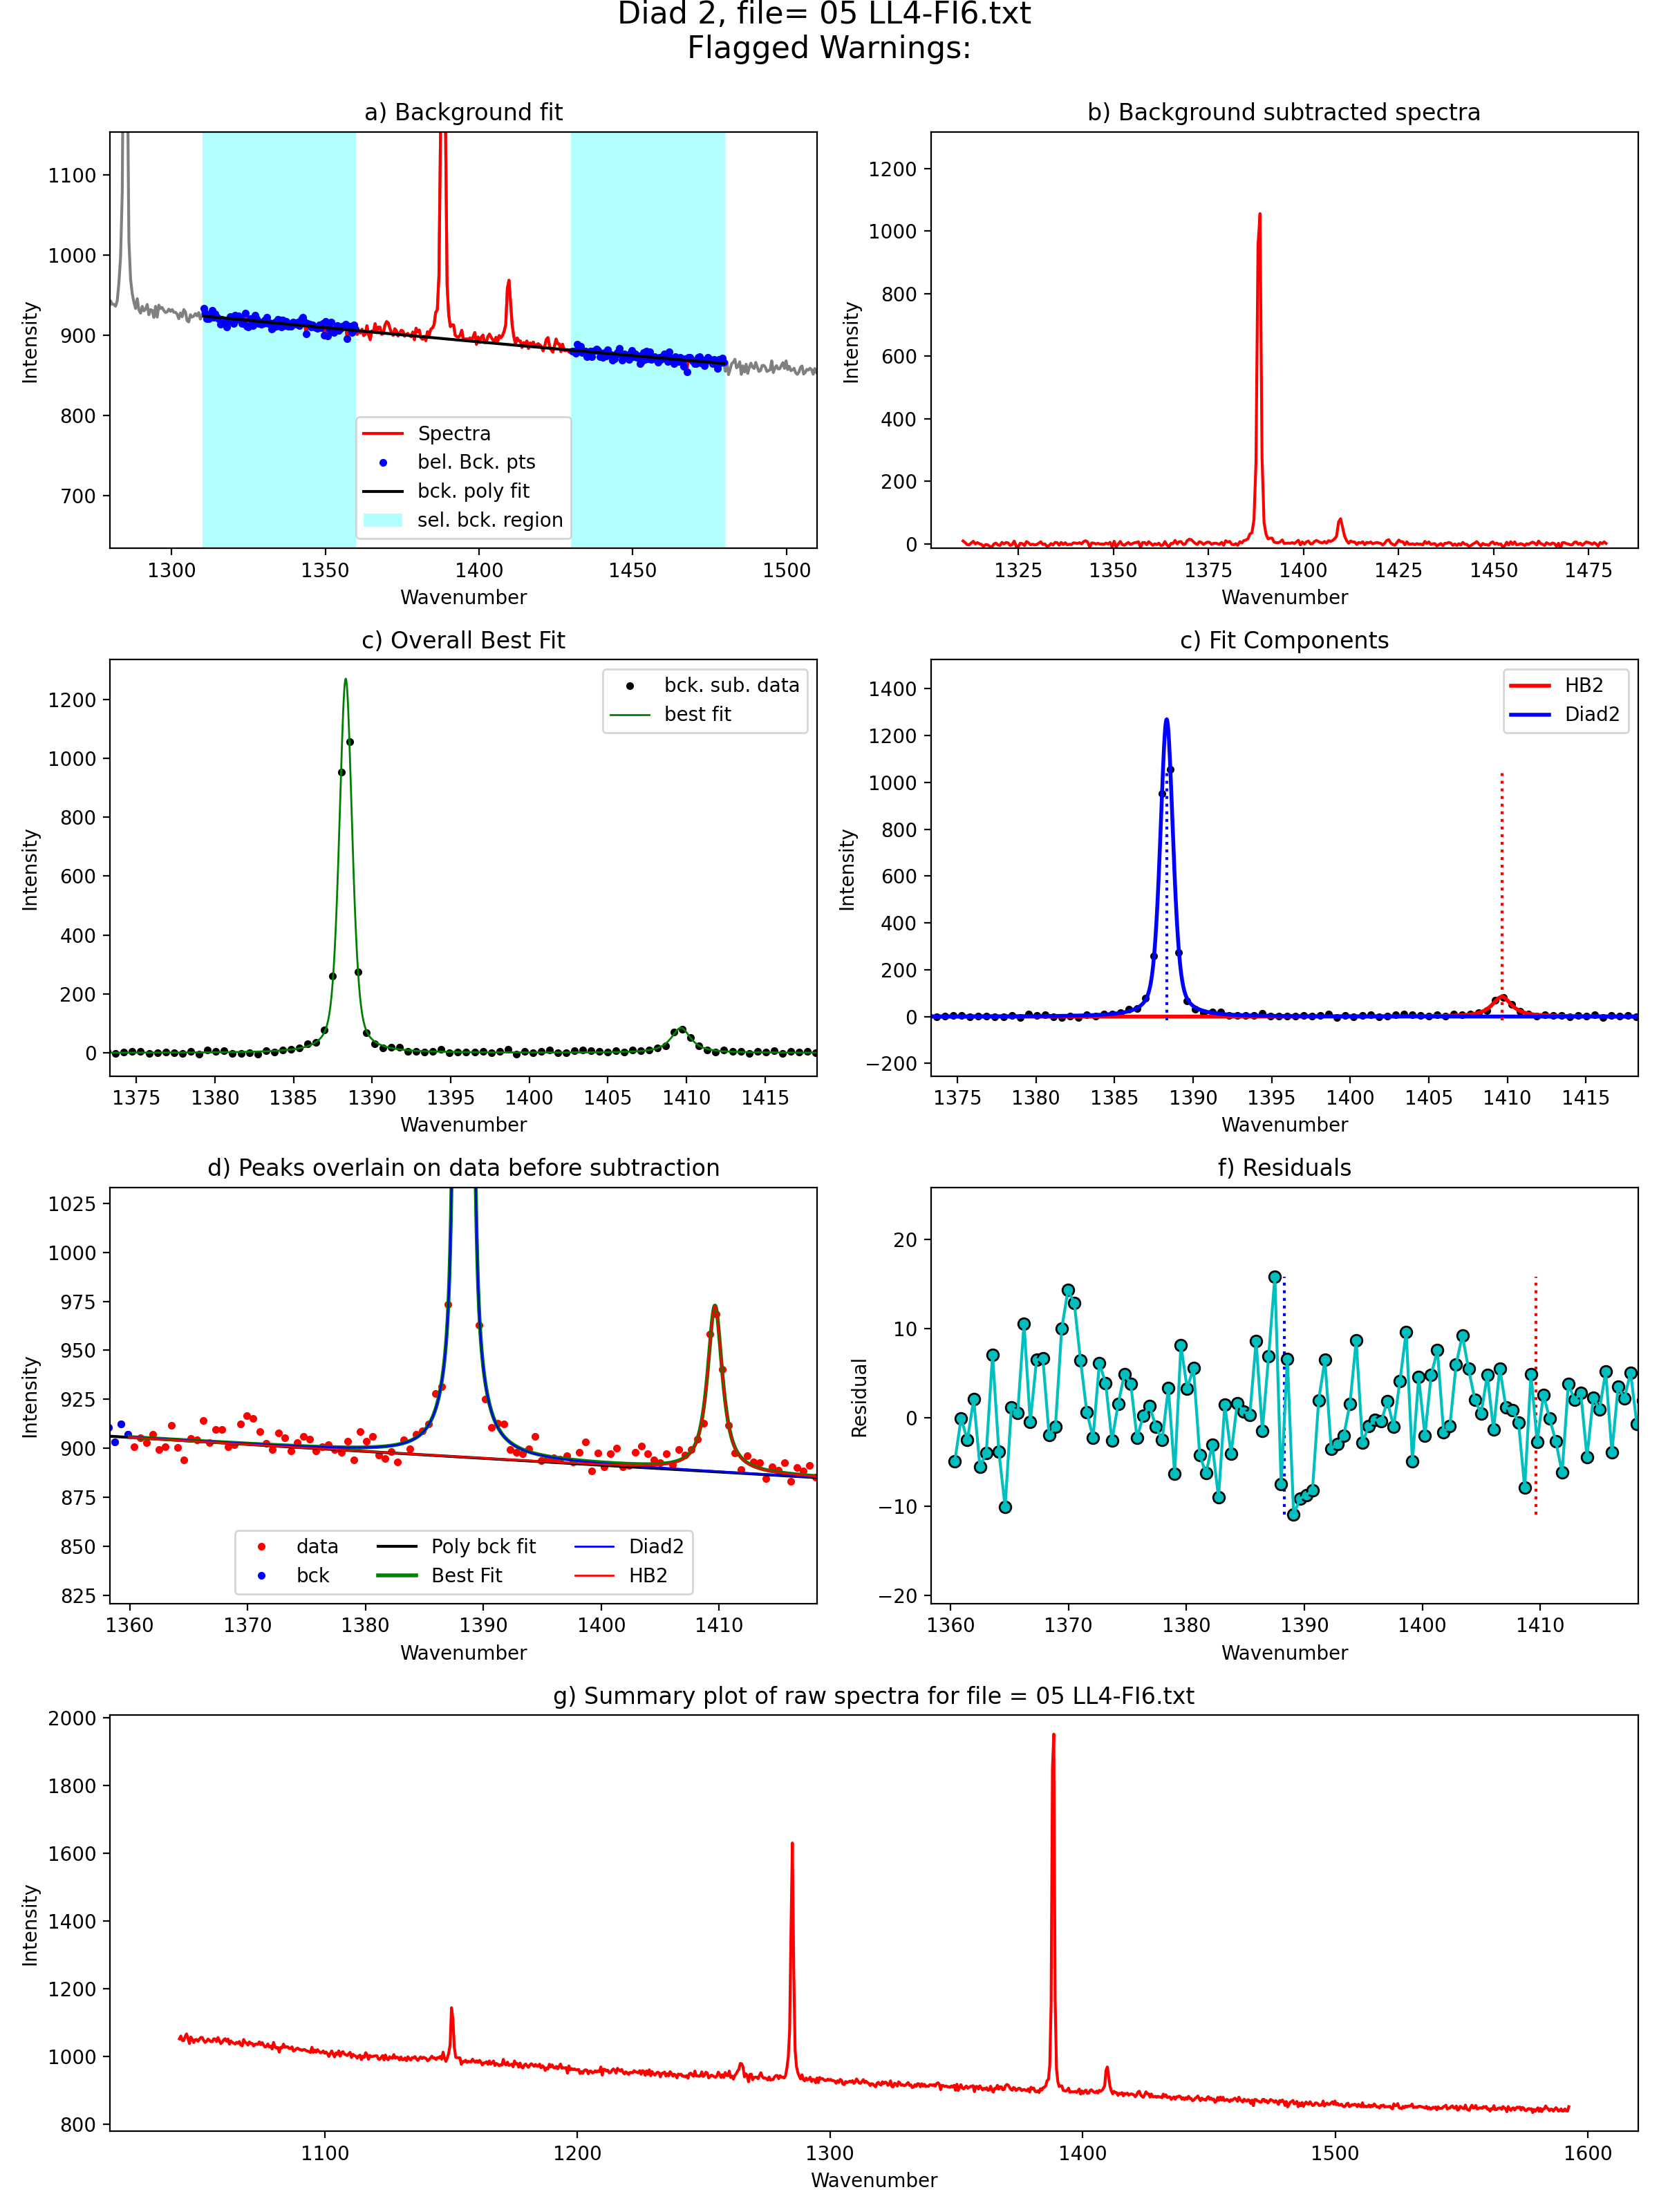 Diad 2, file= 05 LL4-FI6.txt
Flagged Warnings:
a) Background fit
1100
1000
900
800
700
Intensity
Spectra
bel. Bck. pts
bck. poly fit
sel. bck. region
1300 1350 1400 1450 1500
Wavenumber
b) Background subtracted spectra
1200
1000
800
600
400
200
0
Intensity
1325 1350 1375 1400 1425 1450 1475
Wavenumber
c) Overall Best Fit
1200
1000
800
600
400
200
0
Intensity
bck. sub. data
best fit
1375 1380 1385 1390 1395 1400 1405 1410 1415
Wavenumber
c) Fit Components
1400
1200
1000
800
600
400
200
0
−200
Intensity
HB2
Diad2
1375 1380 1385 1390 1395 1400 1405 1410 1415
Wavenumber
d) Peaks overlain on data before subtraction
1025
1000
975
950
925
900
875
850
825
Intensity
data Poly bck fit Diad2
bck Best Fit HB2
1360 1370 1380 1390 1400 1410
Wavenumber
f) Residuals
20
10
0
−10
−20
Residual
1360 1370 1380 1390 1400 1410
Wavenumber
g) Summary plot of raw spectra for file = 05 LL4-FI6.txt
2000
1800
1600
1400
1200
1000
800
Intensity
1100 1200 1300 1400 1500 1600
Wavenumber